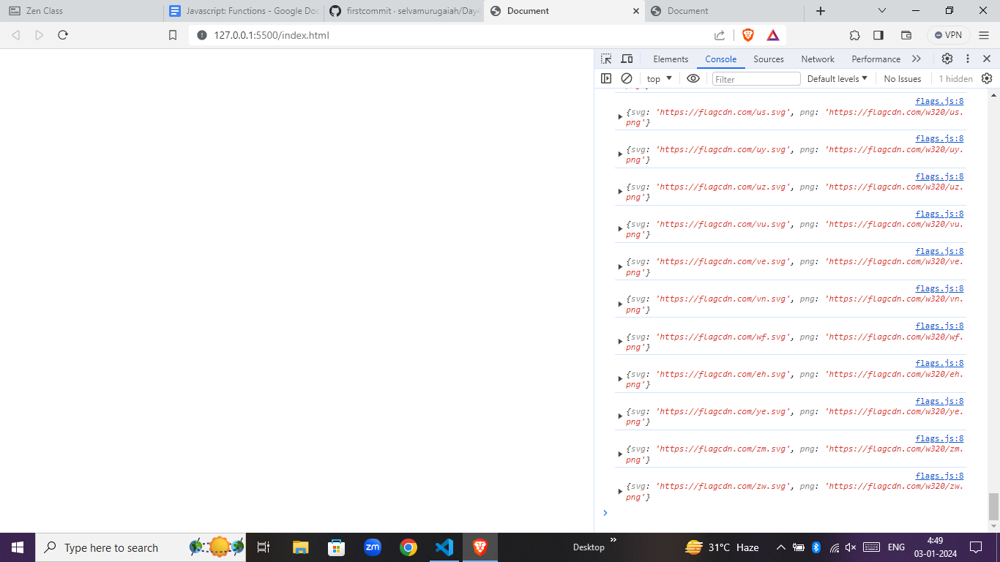 Zen Class
Javascript: Functions - Google Doc
firstcommit · selvamurugaiah/Day4
Document
Document
127.0.0.1:5500/index.html
VPN
Elements
Console
Sources
Network
Performance
top
Filter
Default levels
No Issues
1 hidden
flags.js:8
{svg: 'https://flagcdn.com/us.svg', png: 'https://flagcdn.com/w320/us.
png'}
flags.js:8
{svg: 'https://flagcdn.com/uy.svg', png: 'https://flagcdn.com/w320/uy.
png'}
flags.js:8
{svg: 'https://flagcdn.com/uz.svg', png: 'https://flagcdn.com/w320/uz.
png'}
flags.js:8
{svg: 'https://flagcdn.com/vu.svg', png: 'https://flagcdn.com/w320/vu.
png'}
flags.js:8
{svg: 'https://flagcdn.com/ve.svg', png: 'https://flagcdn.com/w320/ve.
png'}
flags.js:8
{svg: 'https://flagcdn.com/vn.svg', png: 'https://flagcdn.com/w320/vn.
png'}
flags.js:8
{svg: 'https://flagcdn.com/wf.svg', png: 'https://flagcdn.com/w320/wf.
png'}
flags.js:8
{svg: 'https://flagcdn.com/eh.svg', png: 'https://flagcdn.com/w320/eh.
png'}
flags.js:8
{svg: 'https://flagcdn.com/ye.svg', png: 'https://flagcdn.com/w320/ye.
png'}
flags.js:8
{svg: 'https://flagcdn.com/zm.svg', png: 'https://flagcdn.com/w320/zm.
png'}
flags.js:8
{svg: 'https://flagcdn.com/zw.svg', png: 'https://flagcdn.com/w320/zw.
png'}
Type here to search
zm
Desktop
31°C Haze
ENG
4:49
03-01-2024